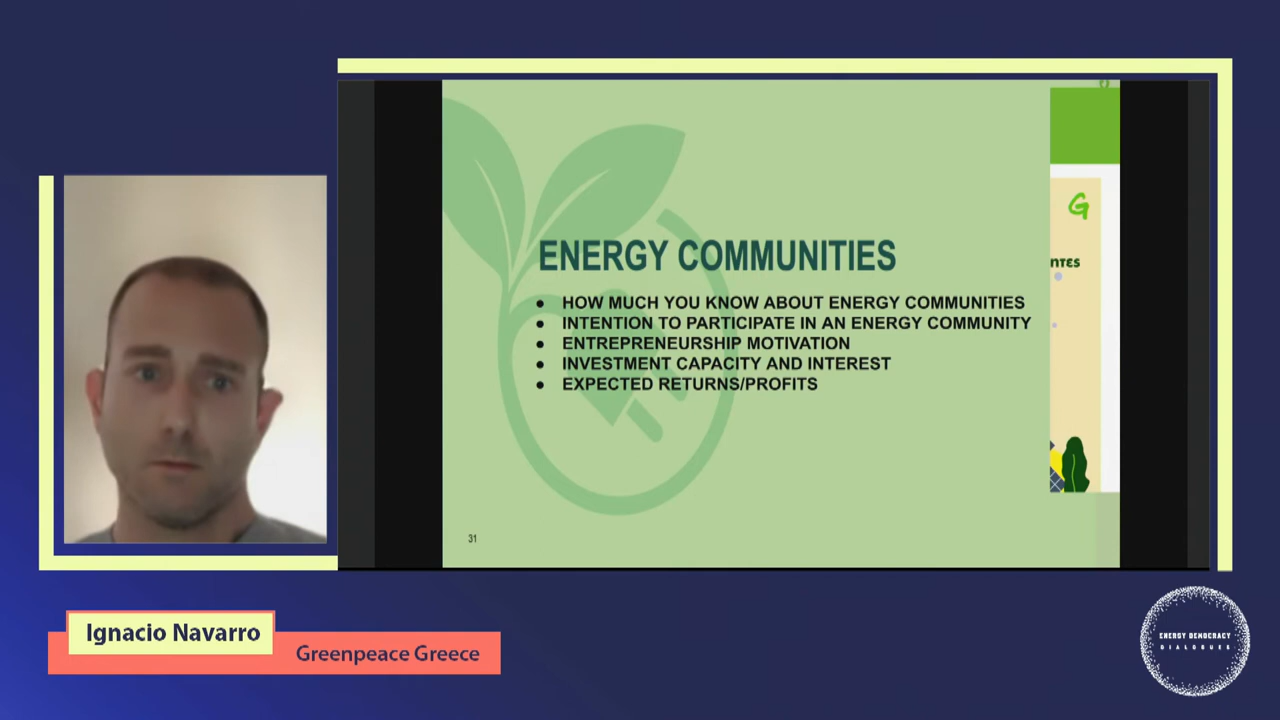 ENERGY COMMUNITIES
● HOW MUCH YOU KNOW ABOUT ENERGY COMMUNITIES
● INTENTION TO PARTICIPATE IN AN ENERGY COMMUNITY
● ENTREPRENEURSHIP MOTIVATION
● INVESTMENT CAPACITY AND INTEREST
● EXPECTED RETURNS/PROFITS
31
G
NTES
Ignacio Navarro
Greenpeace Greece
ENERGY DEMOCRACY
DIALOGUES